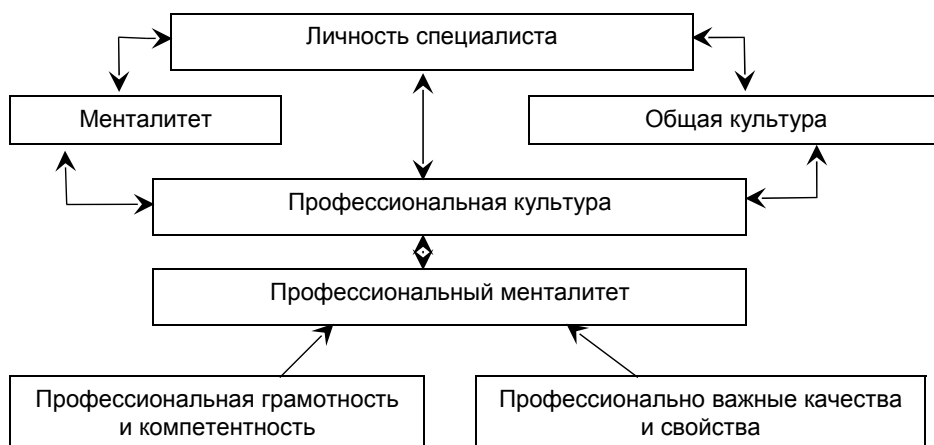 Личность специалиста
Менталитет
Общая культура
Профессиональная культура
Профессиональный менталитет
Профессиональная грамотность
и компетентность
Профессионально важные качества
и свойства